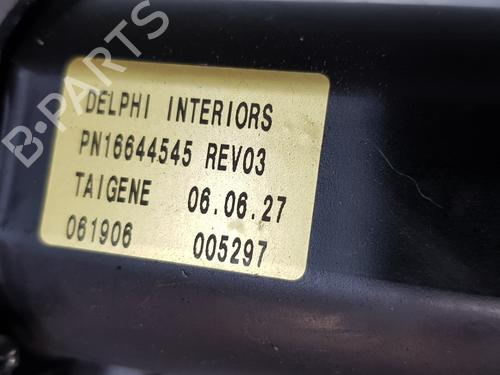 B-PARTS
DELPHI INTERIORS
PN16644545 REV03
TAIGENE 06.06.27
061906 005297